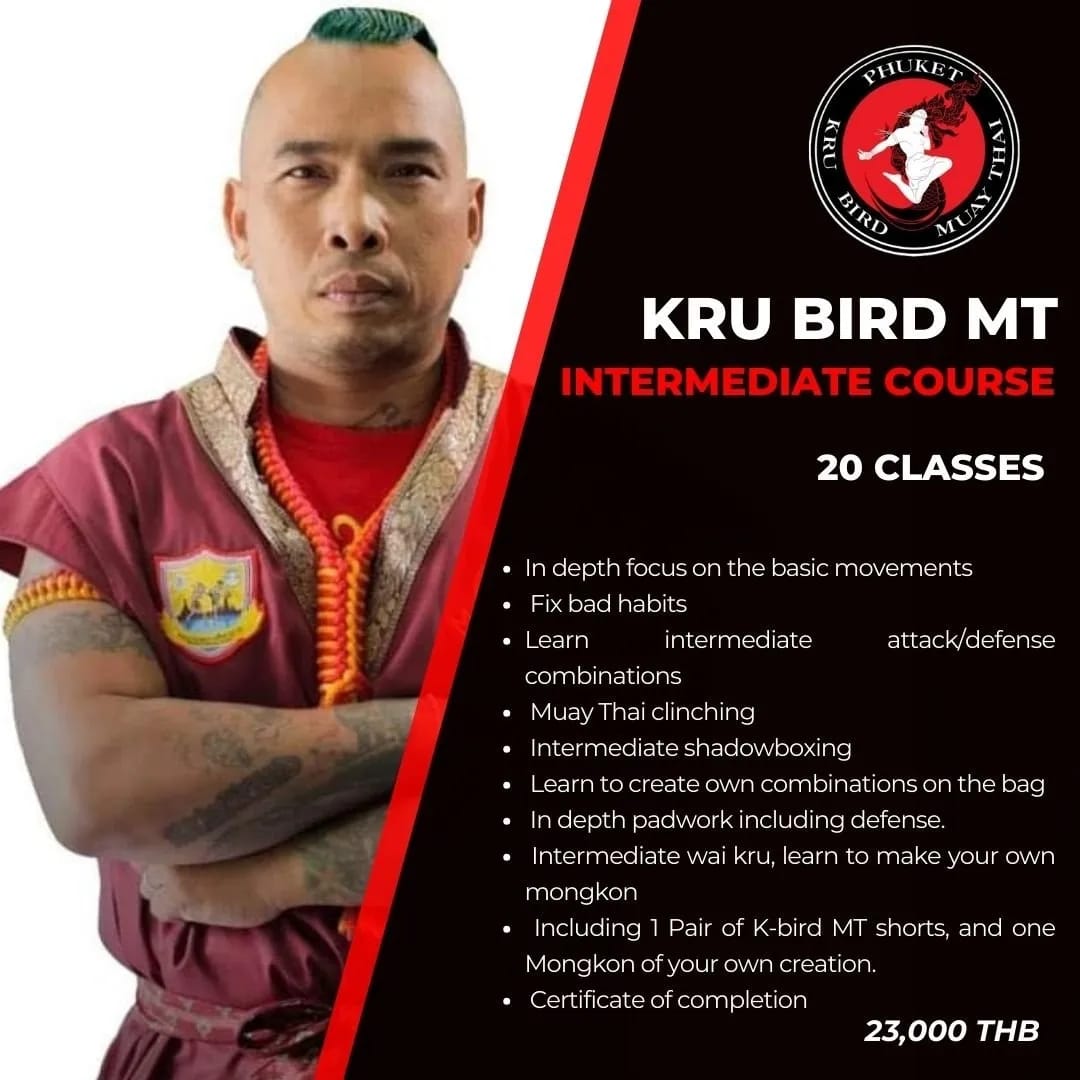 PHUKET
KRU BIRD MUAY THAI
KRU BIRD MT
INTERMEDIATE COURSE
20 CLASSES
• In depth focus on the basic movements
• Fix bad habits
• Learn intermediate attack/defense
combinations
• Muay Thai clinching
• Intermediate shadowboxing
• Learn to create own combinations on the bag
• In depth padwork including defense.
• Intermediate wai kru, learn to make your own
mongkon
• Including 1 Pair of K-bird MT shorts, and one
Mongkon of your own creation.
• Certificate of completion
23,000 THB